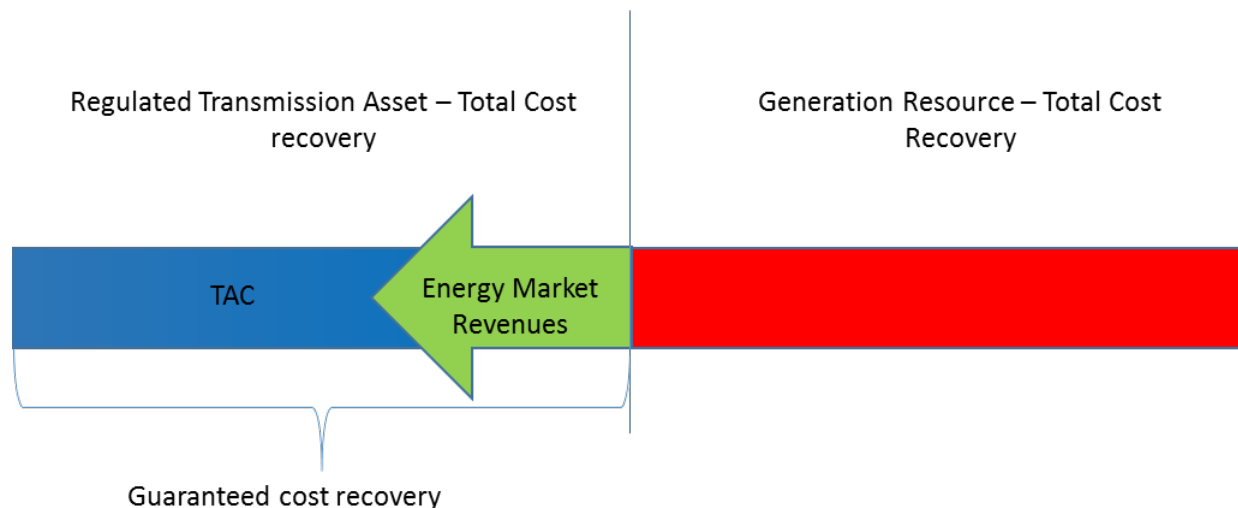 Regulated Transmission Asset – Total Cost
recovery
Generation Resource – Total Cost
Recovery
TAC
Energy Market
Revenues
Guaranteed cost recovery